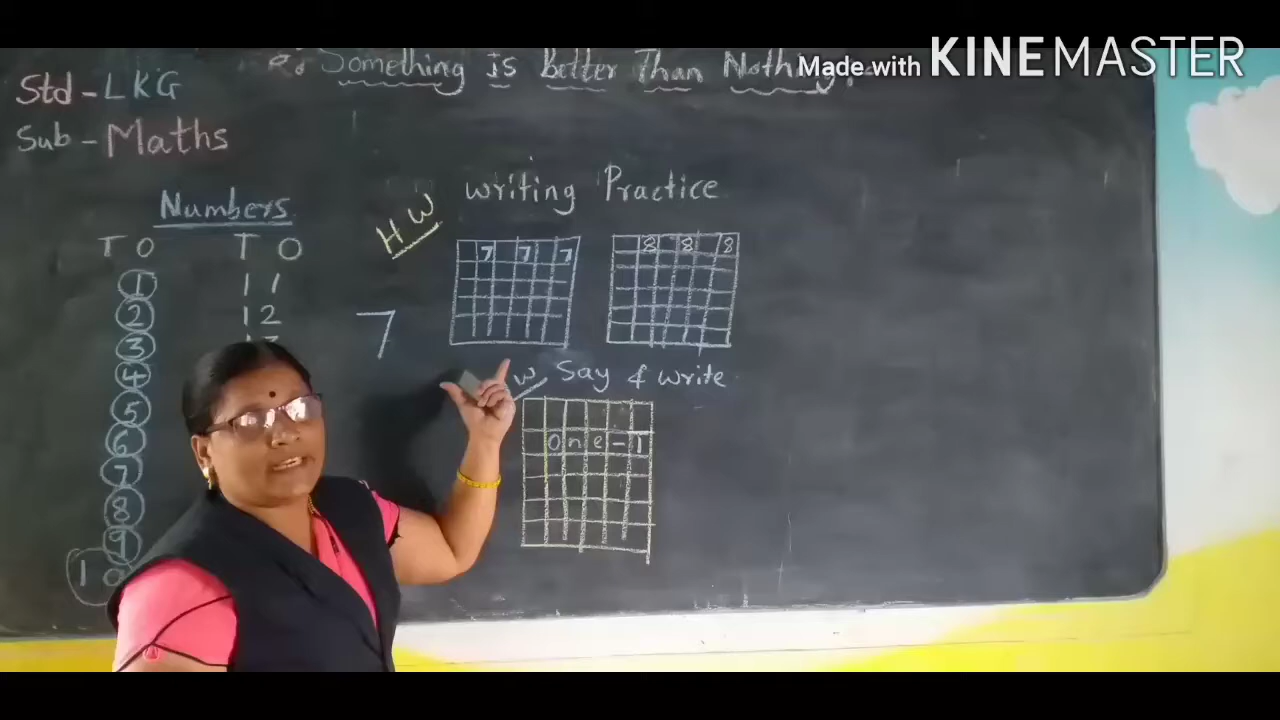 Something Is Better Than Nothing.
Made with KINEMASTER
Std - LKG
Sub - Maths
Numbers
T O T O
1 11
2 12
3
4
5
6
7
8
9
10
HW Writing Practice
7 7 7 8 8 8
7
W Say & write
one-1